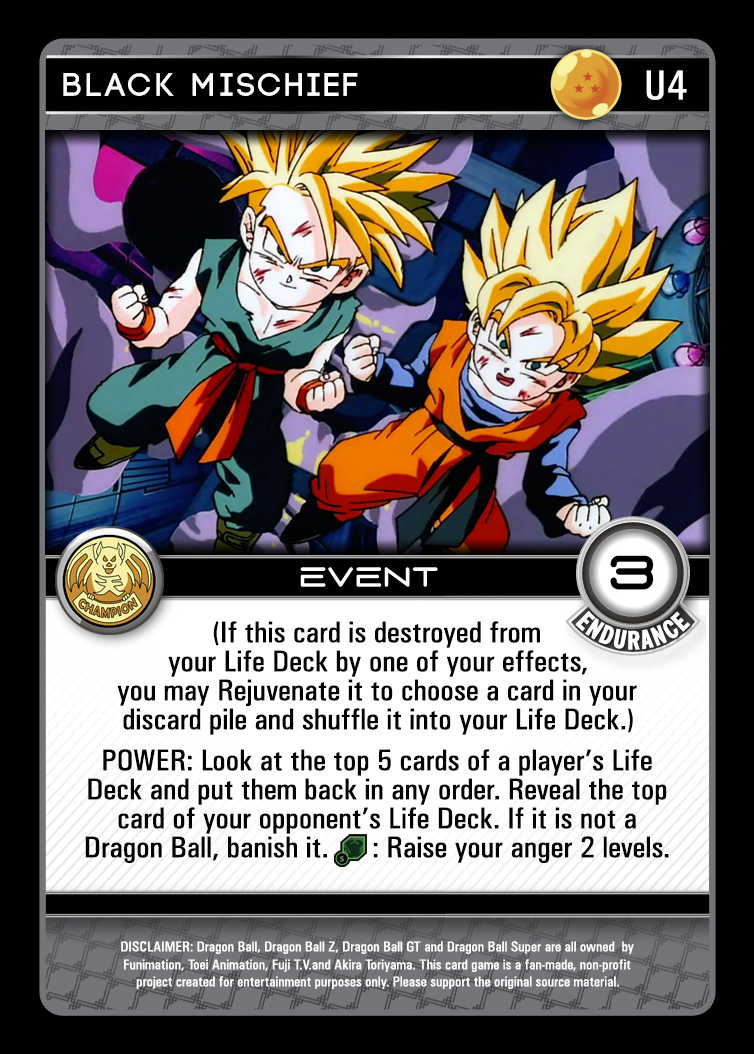 BLACK MISCHIEF
U4
CHAMPION
EVENT
3
ENDURANCE
(If this card is destroyed from
your Life Deck by one of your effects,
you may Rejuvenate it to choose a card in your
discard pile and shuffle it into your Life Deck.)
POWER: Look at the top 5 cards of a player's Life
Deck and put them back in any order. Reveal the top
card of your opponent's Life Deck. If it is not a
Dragon Ball, banish it. S : Raise your anger 2 levels.
DISCLAIMER: Dragon Ball, Dragon Ball Z, Dragon Ball GT and Dragon Ball Super are all owned by
Funimation, Toei Animation, Fuji T.V.and Akira Toriyama. This card game is a fan-made, non-profit
project created for entertainment purposes only. Please support the original source material.